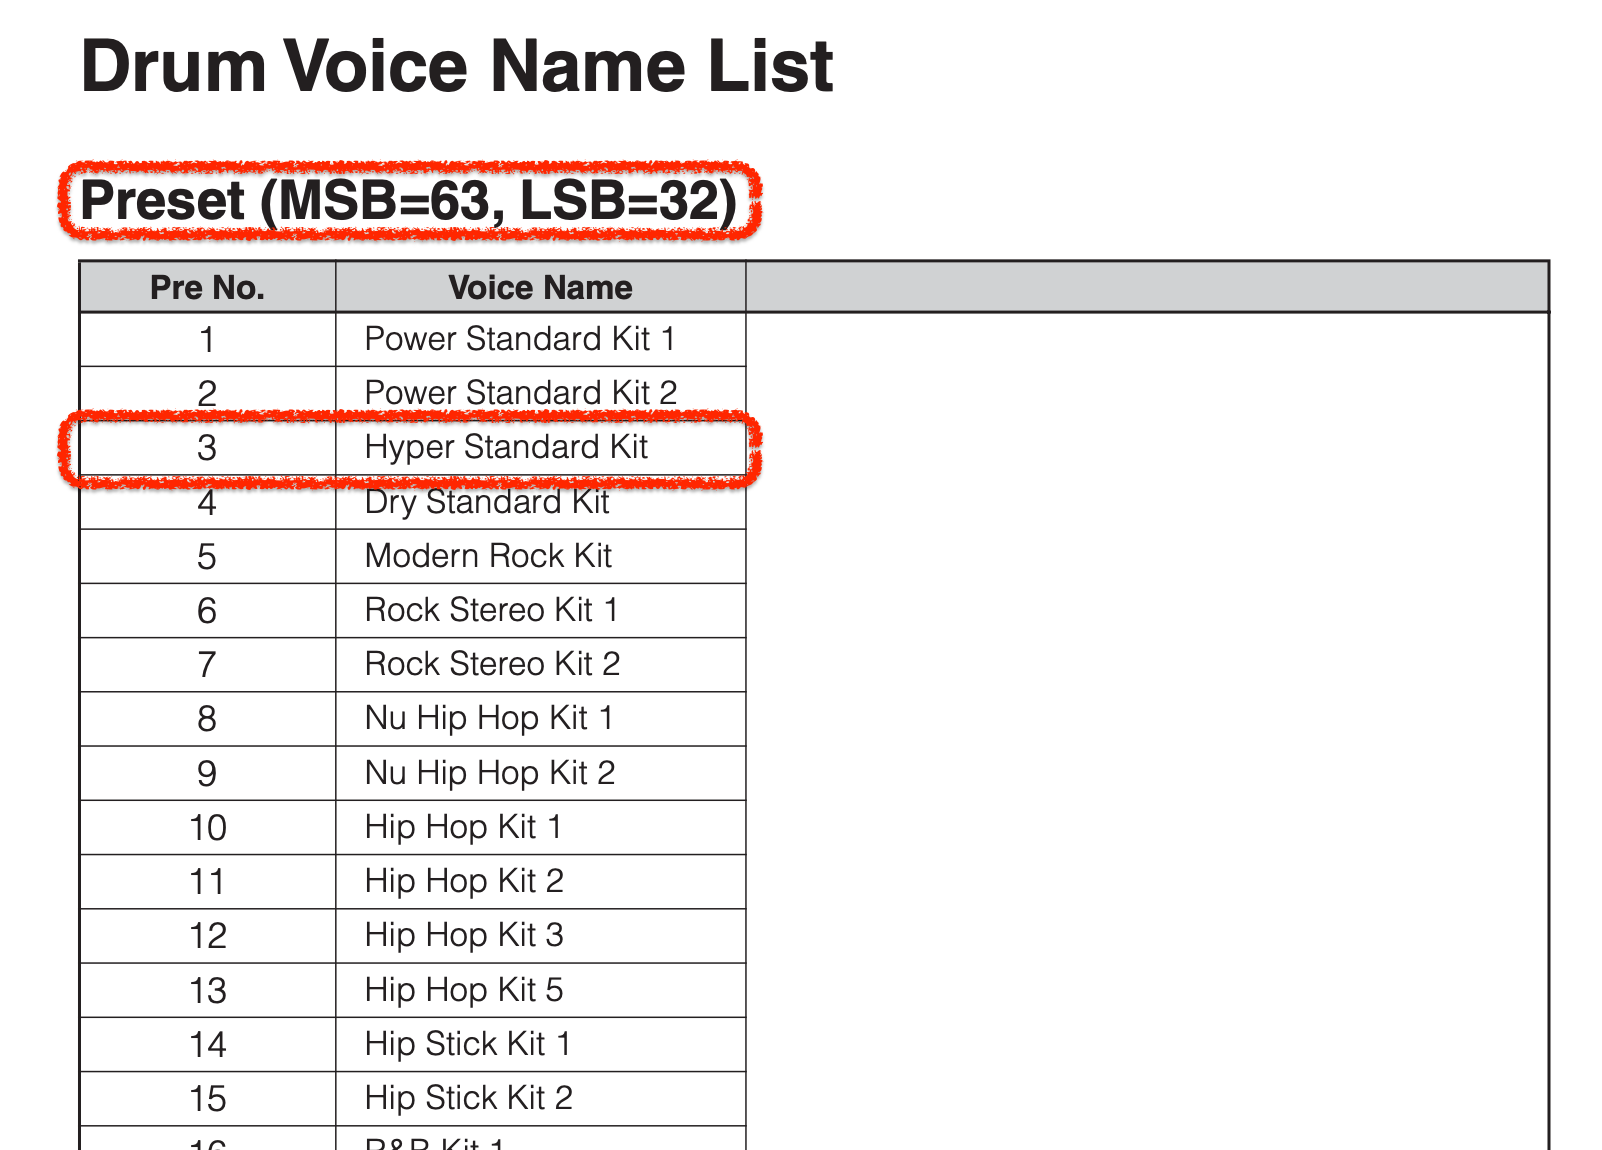 Drum Voice Name List
Preset (MSB=63, LSB=32)
Pre No. Voice Name
1 Power Standard Kit 1
2 Power Standard Kit 2
3 Hyper Standard Kit
4 Dry Standard Kit
5 Modern Rock Kit
6 Rock Stereo Kit 1
7 Rock Stereo Kit 2
8 Nu Hip Hop Kit 1
9 Nu Hip Hop Kit 2
10 Hip Hop Kit 1
11 Hip Hop Kit 2
12 Hip Hop Kit 3
13 Hip Hop Kit 5
14 Hip Stick Kit 1
15 Hip Stick Kit 2
16 R&B Kit 1